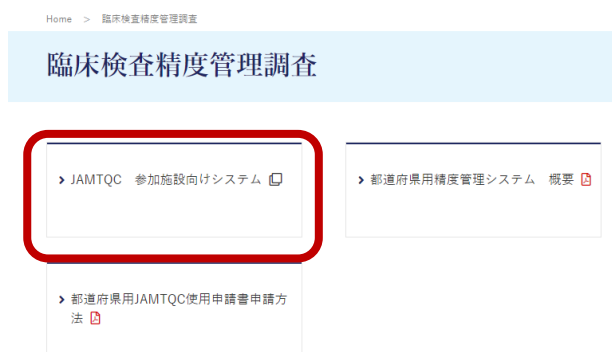 Home > 臨床検査精度管理調査
臨床検査精度管理調査
JAMTQC 参加施設向けシステム
都道府県用精度管理システム 概要
都道府県用JAMTQC使用申請書申請方
法